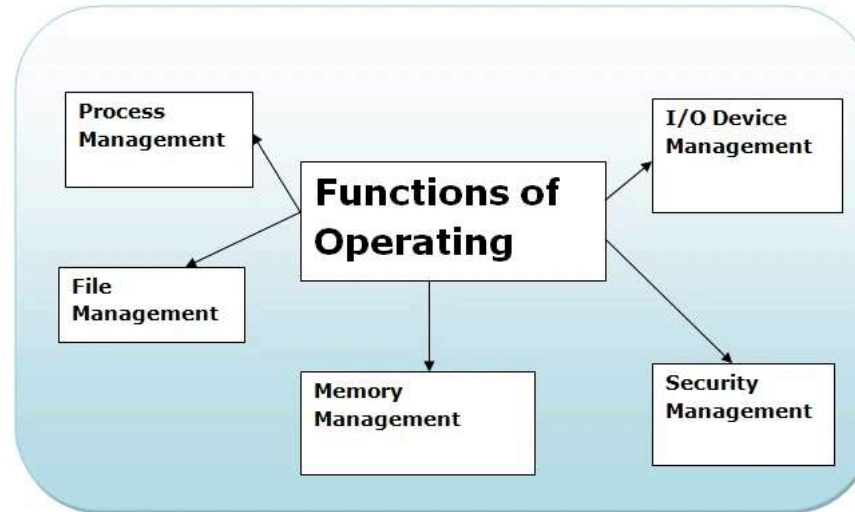 Process
Management
I/O Device
Management
Functions of
Operating
File
Management
Memory
Management
Security
Management